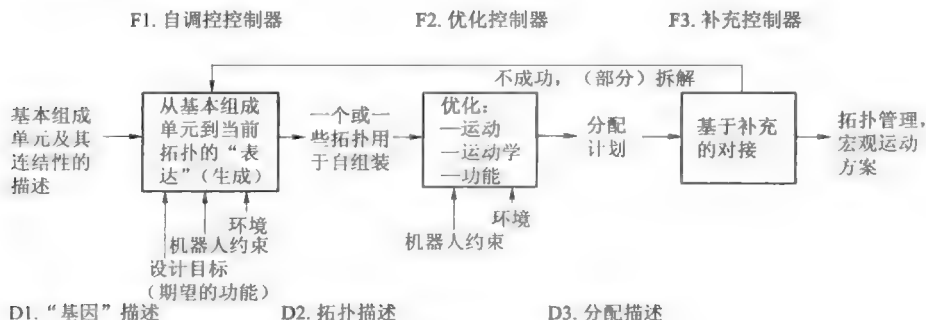 F1. 自调控控制器
F2. 优化控制器
F3. 补充控制器
不成功，（部分）拆解
基本组成
单元及其
连结性的
描述
从基本组成
单元到当前
拓扑的“表
达”（生成）
一个或一
些拓扑用
于自组装
优化：
—运动
—运动学
—功能
分配
计划
基于补充
的对接
拓扑管理，
宏观运动
方案
环境
机器人约束
设计目标
（期望的功能）
环境
机器人约束
D1. “基因”描述
D2. 拓扑描述
D3. 分配描述